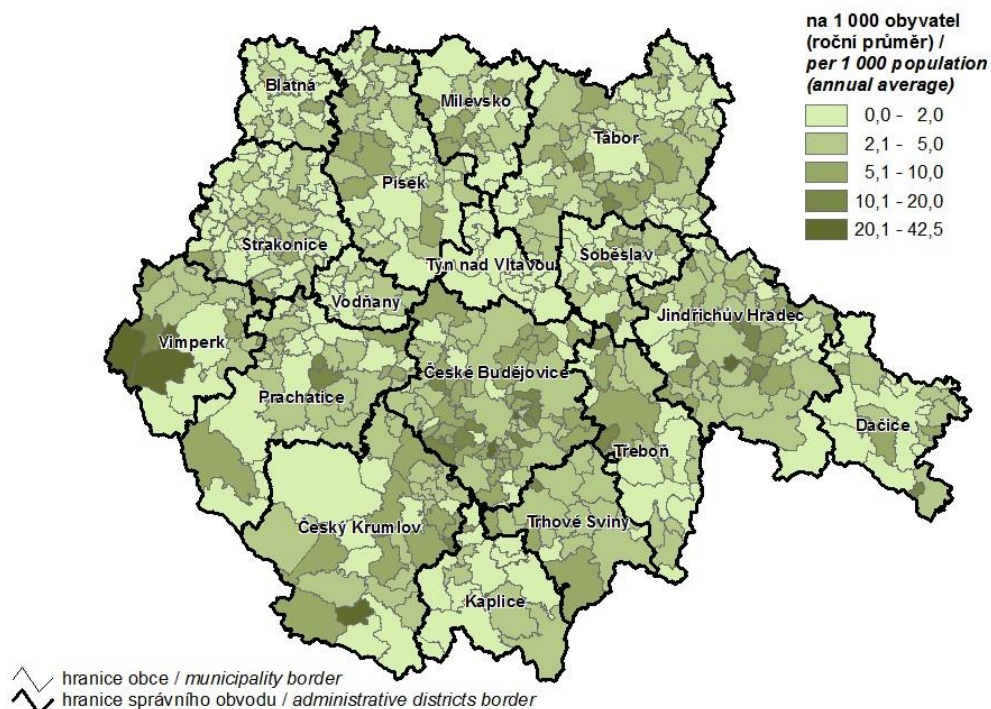 na 1 000 obyvatel
(roční průměr) /
per 1 000 population
(annual average)
0,0 - 2,0
2,1 - 5,0
5,1 - 10,0
10,1 - 20,0
20,1 - 42,5
Blatná
Milevsko
Tábor
Písek
Strakonice
Týn nad Vltavou
Soběslav
Vodňany
Jindřichův Hradec
Vimperk
České Budějovice
Prachatice
Dačice
Třeboň
Český Krumlov
Trhové Sviny
Kaplice
hranice obce / municipality border
hranice správního obvodu / administrative districts border